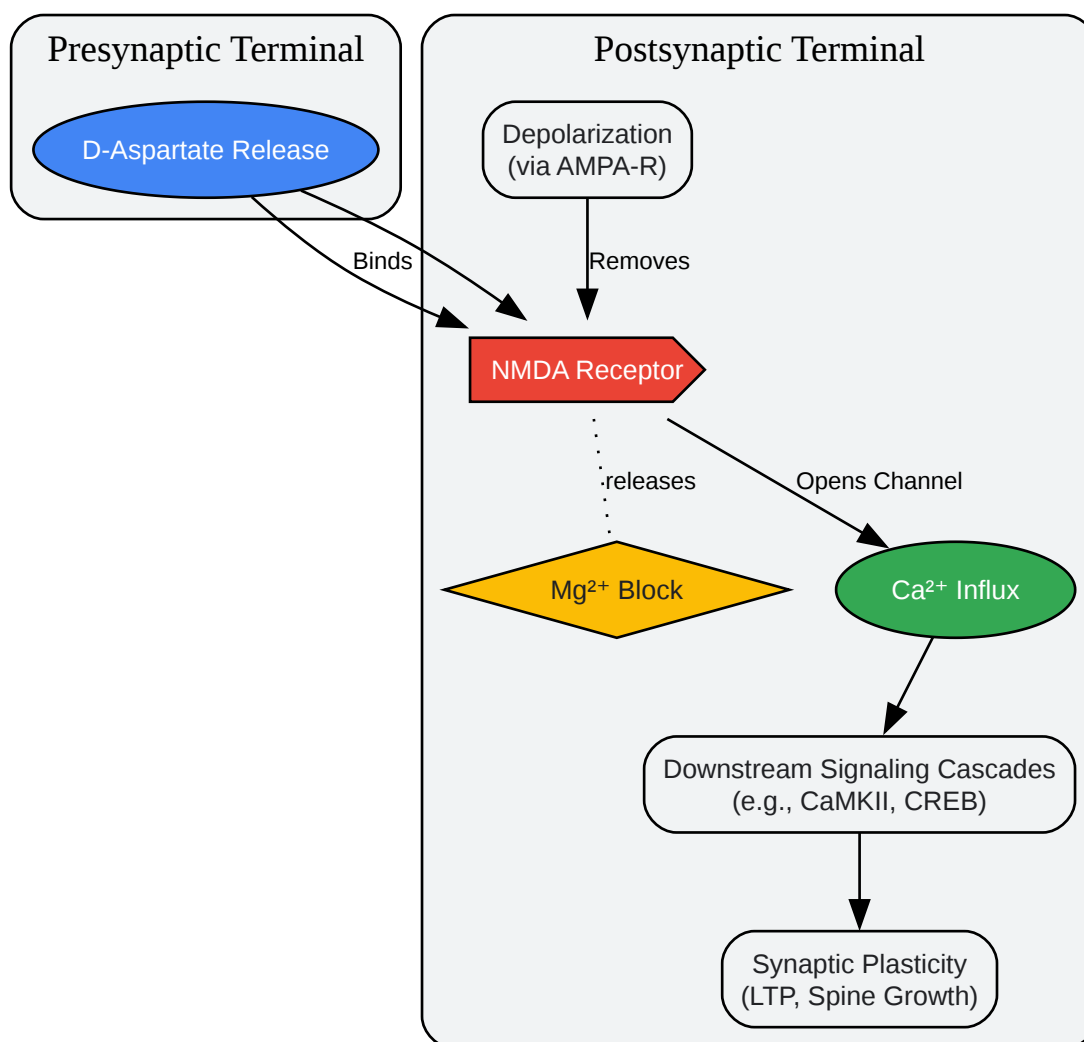 Presynaptic Terminal
Postsynaptic Terminal
D-Aspartate Release
Depolarization
(via AMPA-R)
Binds
Removes
NMDA Receptor
releases
Opens Channel
Mg²⁺ Block
Ca²⁺ Influx
Downstream Signaling Cascades
(e.g., CaMKII, CREB)
Synaptic Plasticity
(LTP, Spine Growth)